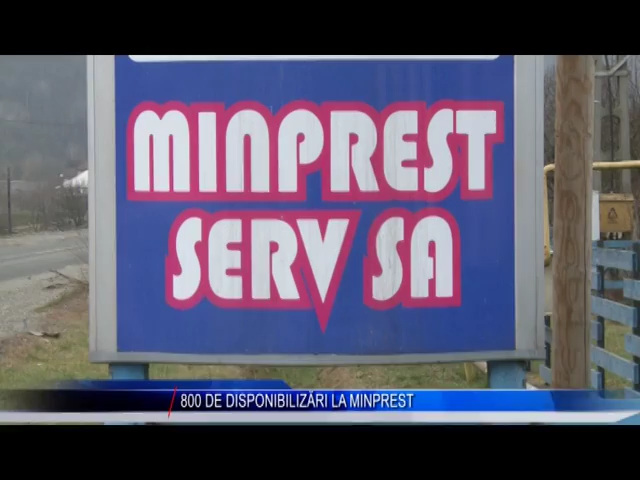 MINPREST
SERV SA
800 DE DISPONIBILIZĂRI LA MINPREST